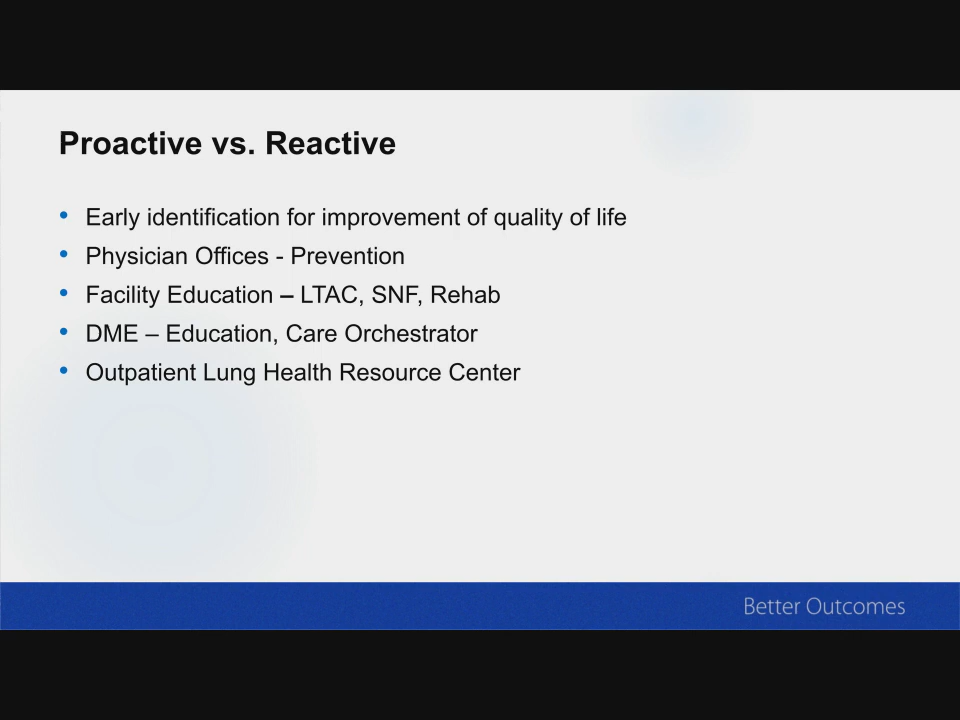 Proactive vs. Reactive
• Early identification for improvement of quality of life
• Physician Offices - Prevention
• Facility Education – LTAC, SNF, Rehab
• DME – Education, Care Orchestrator
• Outpatient Lung Health Resource Center
Better Outcomes